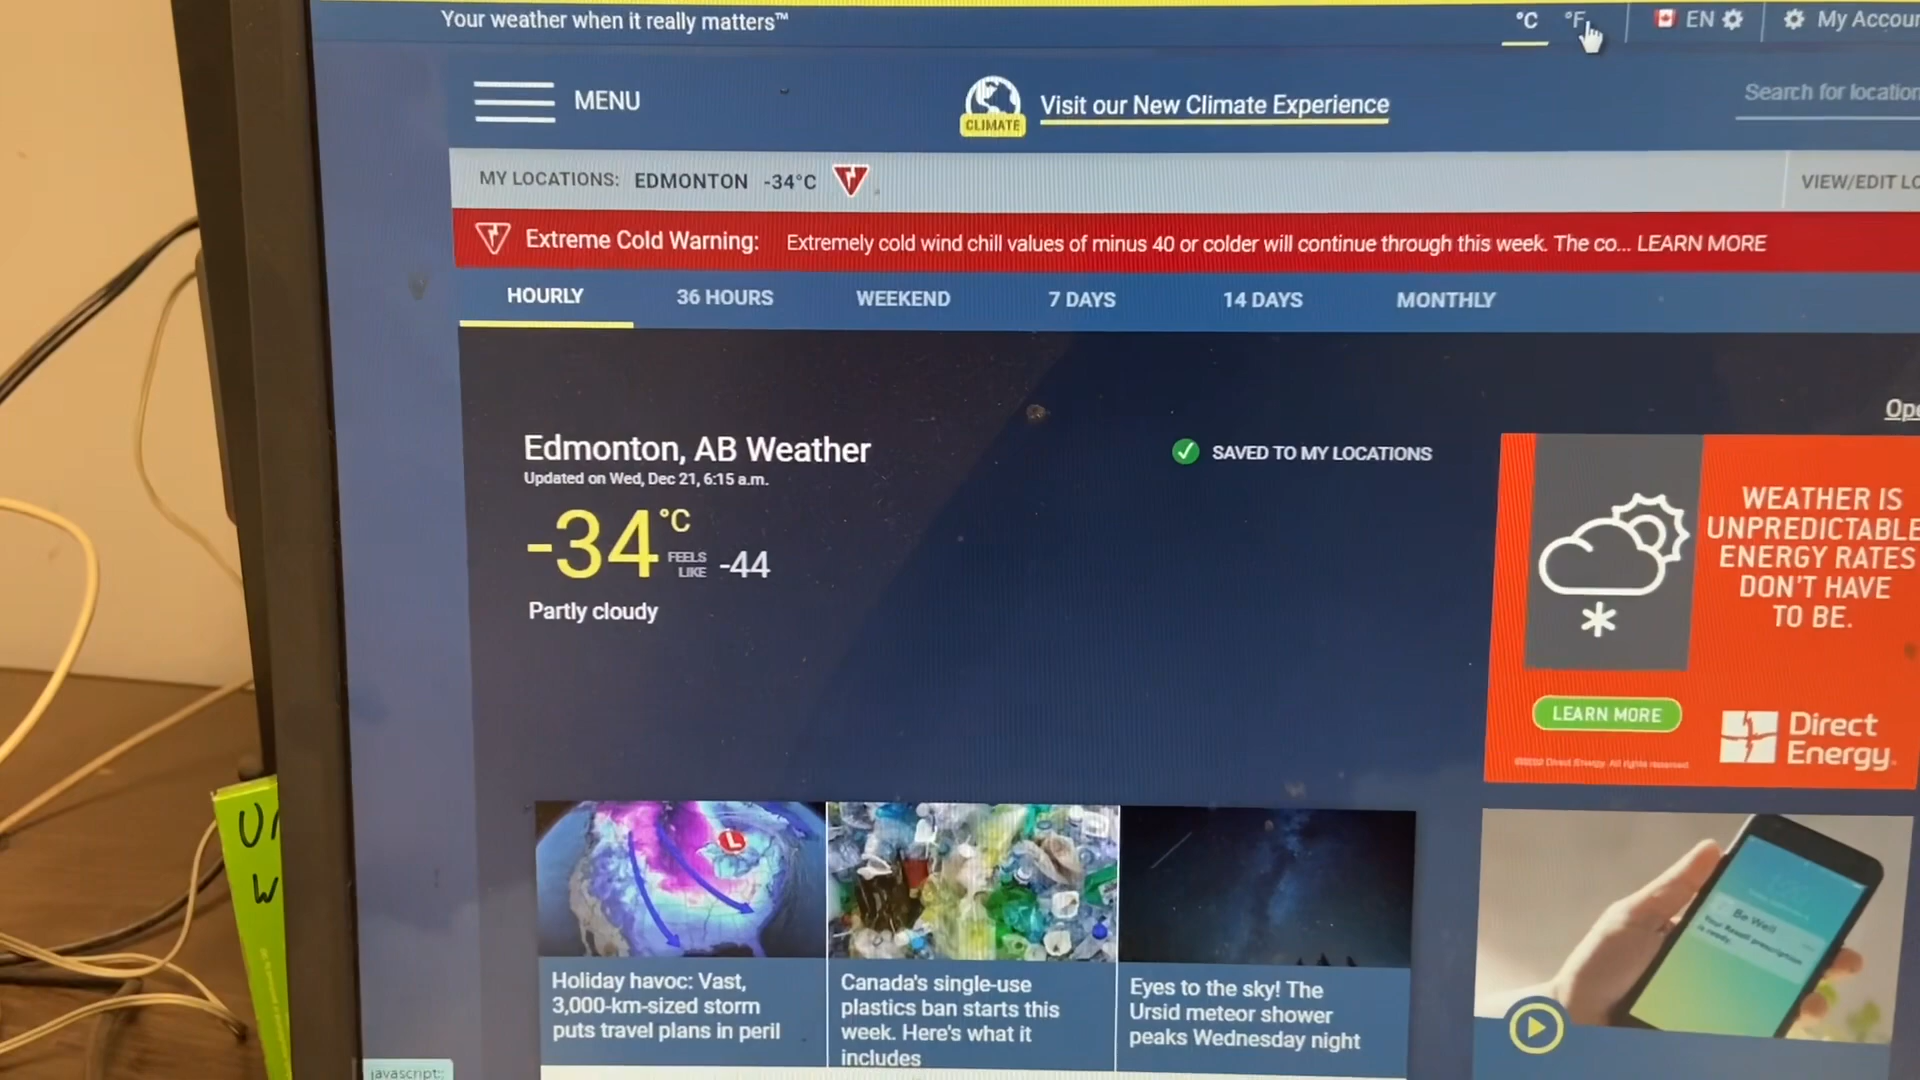 Your weather when it really matters™
°C °F EN My Accoun
MENU
CLIMATE
Visit our New Climate Experience
Search for location
MY LOCATIONS: EDMONTON -34°C
VIEW/EDIT LO
Extreme Cold Warning: Extremely cold wind chill values of minus 40 or colder will continue through this week. The co... LEARN MORE
HOURLY 36 HOURS WEEKEND 7 DAYS 14 DAYS MONTHLY
Ope
Edmonton, AB Weather
SAVED TO MY LOCATIONS
Updated on Wed, Dec 21, 6:15 a.m.
-34 °C
FEELS
LIKE -44
Partly cloudy
WEATHER IS
UNPREDICTABLE
ENERGY RATES
DON'T HAVE
TO BE.
LEARN MORE
Direct
Energy
L
Holiday havoc: Vast,
3,000-km-sized storm
puts travel plans in peril
Canada's single-use
plastics ban starts this
week. Here's what it
includes
Eyes to the sky! The
Ursid meteor shower
peaks Wednesday night
Be Well
javascript:;